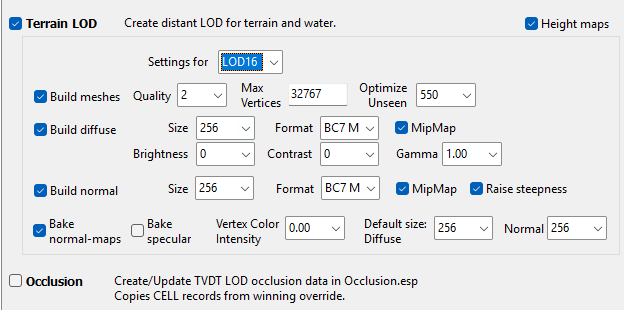 Terrain LOD Create distant LOD for terrain and water. Height maps
Settings for LOD16
Build meshes Quality 2 Max Vertices 32767 Optimize Unseen 550
Build diffuse Size 256 Format BC7 M MipMap
Brightness 0 Contrast 0 Gamma 1.00
Build normal Size 256 Format BC7 M MipMap Raise steepness
Bake normal-maps Bake specular Vertex Color Intensity 0.00 Default size: Diffuse 256 Normal 256
Occlusion Create/Update TVDT LOD occlusion data in Occlusion.esp
Copies CELL records from winning override.